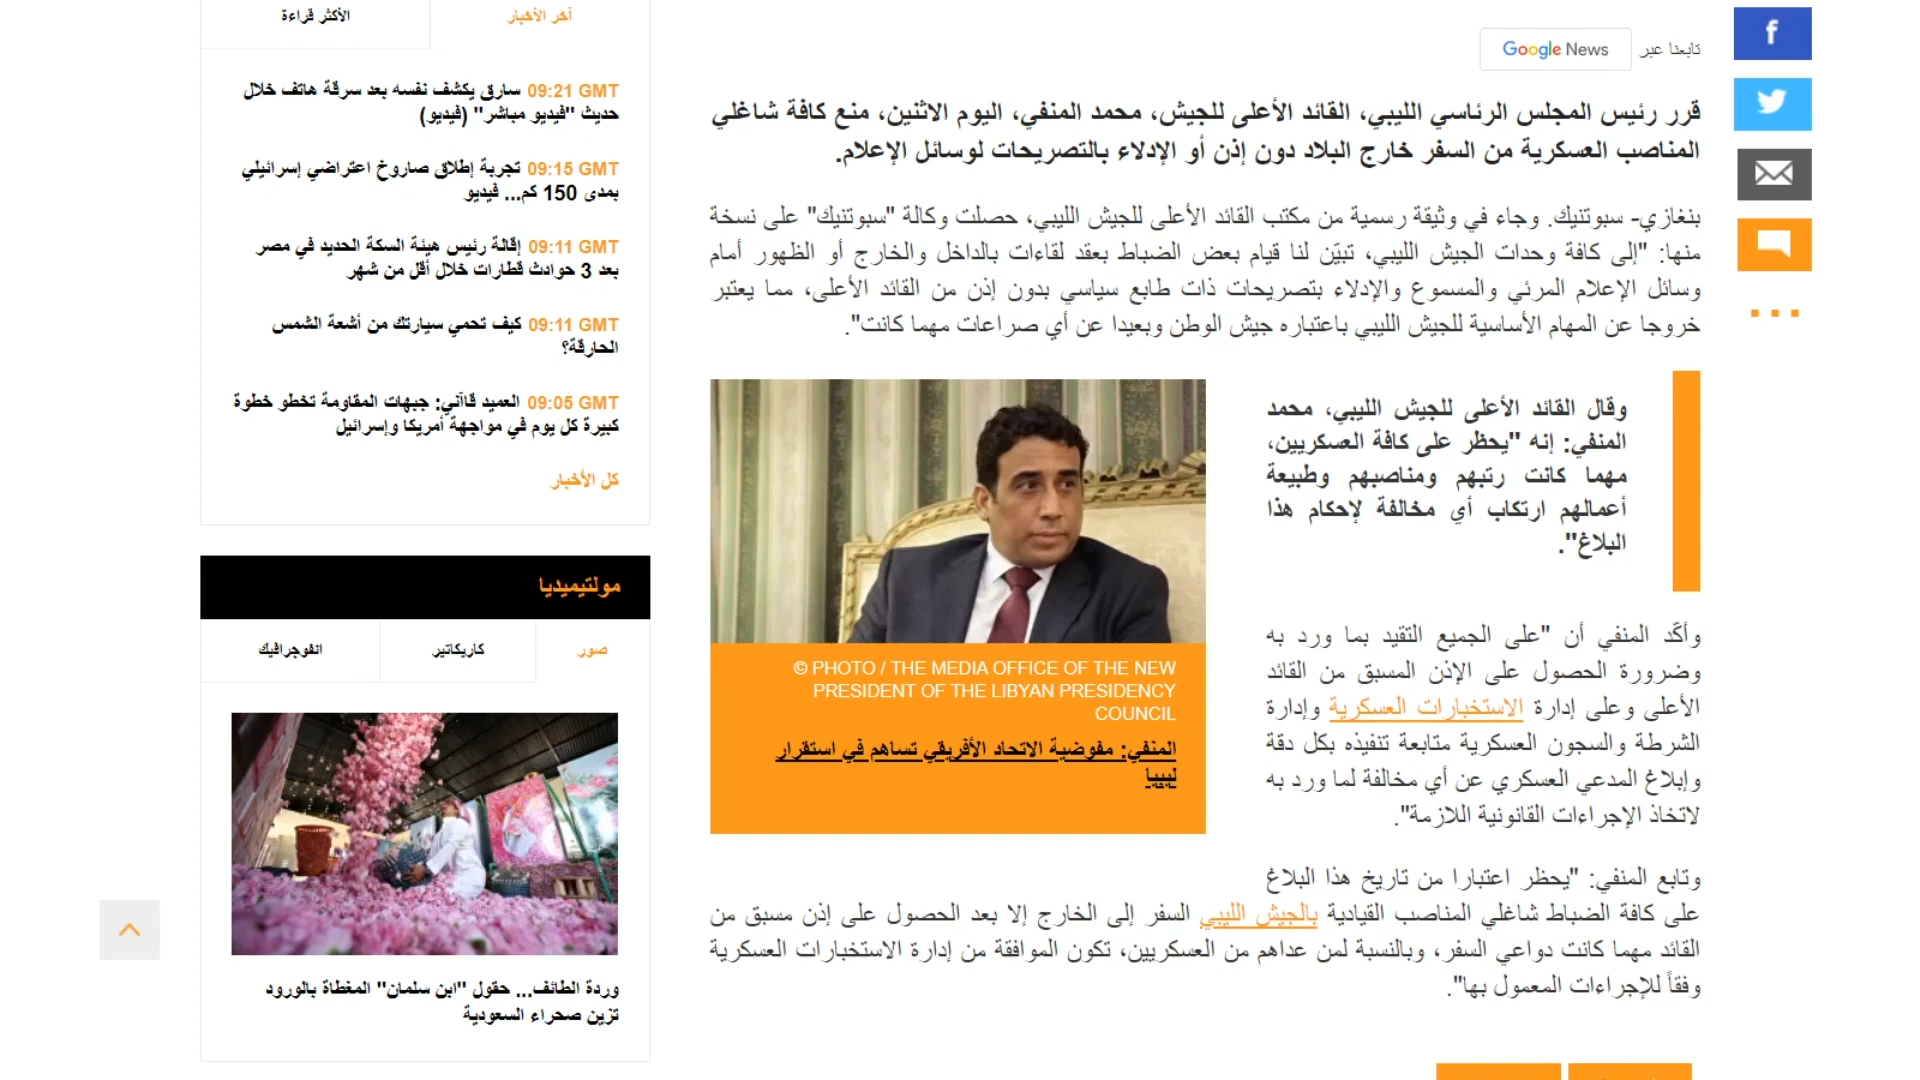 تابعنا عبر Google News
قرر رئيس المجلس الرئاسي الليبي، القائد الأعلى للجيش، محمد المنفي، اليوم الاثنين، منع كافة شاغلي
المناصب العسكرية من السفر خارج البلاد دون إذن أو الإدلاء بالتصريحات لوسائل الإعلام.
بنغازي- سبوتنيك. وجاء في وثيقة رسمية من مكتب القائد الأعلى للجيش الليبي، حصلت وكالة "سبوتنيك" على نسخة
منها: "إلى كافة وحدات الجيش الليبي، تبيّن لنا قيام بعض الضباط بعقد لقاءات بالداخل والخارج أو الظهور أمام
وسائل الإعلام المرئي والمسموع والإدلاء بتصريحات ذات طابع سياسي بدون إذن من القائد الأعلى، مما يعتبر
خروجا عن المهام الأساسية للجيش الليبي باعتباره جيش الوطن وبعيدا عن أي صراعات مهما كانت".
وقال القائد الأعلى للجيش الليبي، محمد
المنفي: إنه "يحظر على كافة العسكريين،
مهما كانت رتبهم ومناصبهم وطبيعة
أعمالهم ارتكاب أي مخالفة لإحكام هذا
البلاغ".
© PHOTO / THE MEDIA OFFICE OF THE NEW
PRESIDENT OF THE LIBYAN PRESIDENCY
COUNCIL
المنفي: مفوضية الاتحاد الأفريقي تساهم في استقرار
ليبيا
وأكّد المنفي أن "على الجميع التقيد بما ورد به
وضرورة الحصول على الإذن المسبق من القائد
الأعلى وعلى إدارة الاستخبارات العسكرية وإدارة
الشرطة والسجون العسكرية متابعة تنفيذه بكل دقة
وإبلاغ المدعي العسكري عن أي مخالفة لما ورد به
لاتخاذ الإجراءات القانونية اللازمة".
وتابع المنفي: "يحظر اعتبارا من تاريخ هذا البلاغ
على كافة الضباط شاغلي المناصب القيادية بالجيش الليبي السفر إلى الخارج إلا بعد الحصول على إذن مسبق من
القائد مهما كانت دواعي السفر، وبالنسبة لمن عداهم من العسكريين، تكون الموافقة من إدارة الاستخبارات العسكرية
وفقاً للإجراءات المعمول بها".
آخر الأخبار
الأكثر قراءة
09:21 GMT سارق يكشف نفسه بعد سرقة هاتف خلال
حديث "فيديو مباشر" (فيديو)
09:15 GMT تجربة إطلاق صاروخ اعتراضي إسرائيلي
بمدى 150 كم... فيديو
09:11 GMT إقالة رئيس هيئة السكة الحديد في مصر
بعد 3 حوادث قطارات خلال أقل من شهر
09:11 GMT كيف تحمي سيارتك من أشعة الشمس
الحارقة؟
09:05 GMT العميد قاآني: جبهات المقاومة تخطو خطوة
كبيرة كل يوم في مواجهة أمريكا وإسرائيل
كل الأخبار
مولتيميديا
صور
كاريكاتير
انفوجرافيك
وردة الطائف... حقول "ابن سلمان" المغطاة بالورود
تزين صحراء السعودية